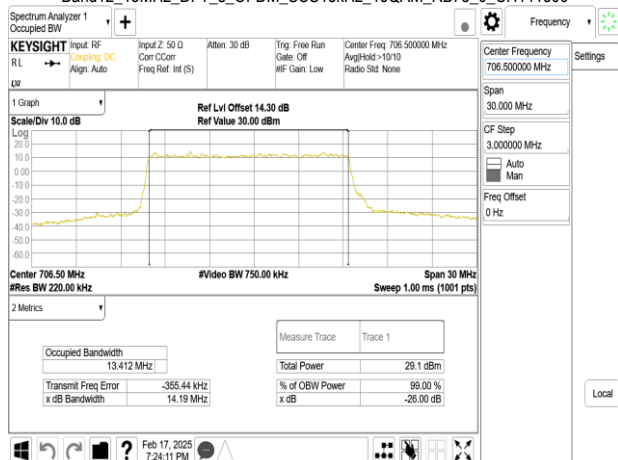 Spectrum Analyzer 1
Occupied BW
Frequency
KEYSIGHT
Input: RF
Coupling: DC
Align: Auto
Input Z: 50 Ω
Corr CCorr
Freq Ref: Int (S)
Atten: 30 dB
Trig: Free Run
Gate: Off
#IF Gain: Low
Center Freq: 706.500000 MHz
Avg|Hold:>10/10
Radio Std: None
RL
LXI
1 Graph
Scale/Div 10.0 dB
Ref Lvl Offset 14.30 dB
Ref Value 30.00 dBm
Log
20.0
10.0
0.00
-10.0
-20.0
-30.0
-40.0
-50.0
-60.0
Center 706.50 MHz
#Res BW 220.00 kHz
#Video BW 750.00 kHz
Span 30 MHz
Sweep 1.00 ms (1001 pts)
2 Metrics
Measure Trace
Trace 1
Occupied Bandwidth
13.412 MHz
Total Power
29.1 dBm
Transmit Freq Error
-355.44 kHz
% of OBW Power
99.00 %
x dB Bandwidth
14.19 MHz
x dB
-26.00 dB
Feb 17, 2025
7:24:11 PM
Center Frequency
706.500000 MHz
Settings
Span
30.000 MHz
CF Step
3.000000 MHz
Auto
Man
Freq Offset
0 Hz
Local